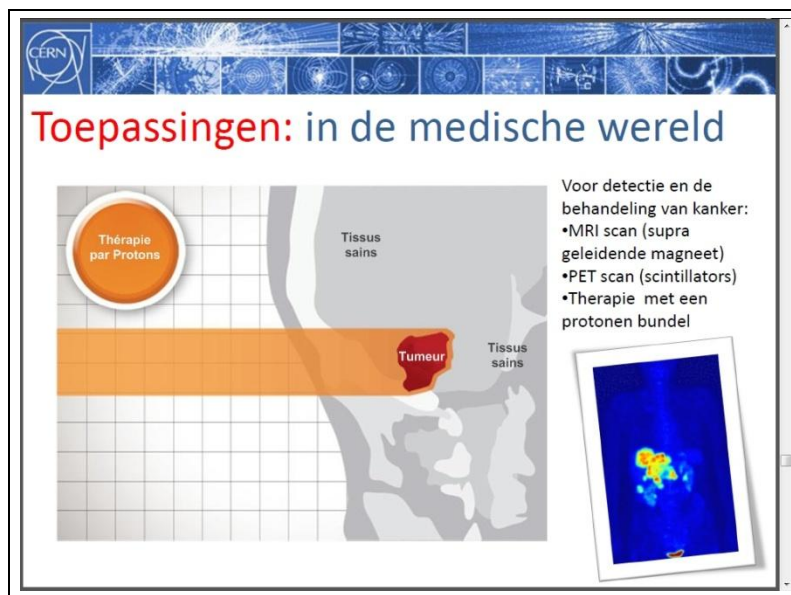 CERN
Toepassingen: in de medische wereld
Thérapie
par Protons
Tissus
sains
Tumeur
Tissus
sains
Voor detectie en de
behandeling van kanker:
•MRI scan (supra
geleidende magneet)
•PET scan (scintillators)
•Therapie met een
protonen bundel